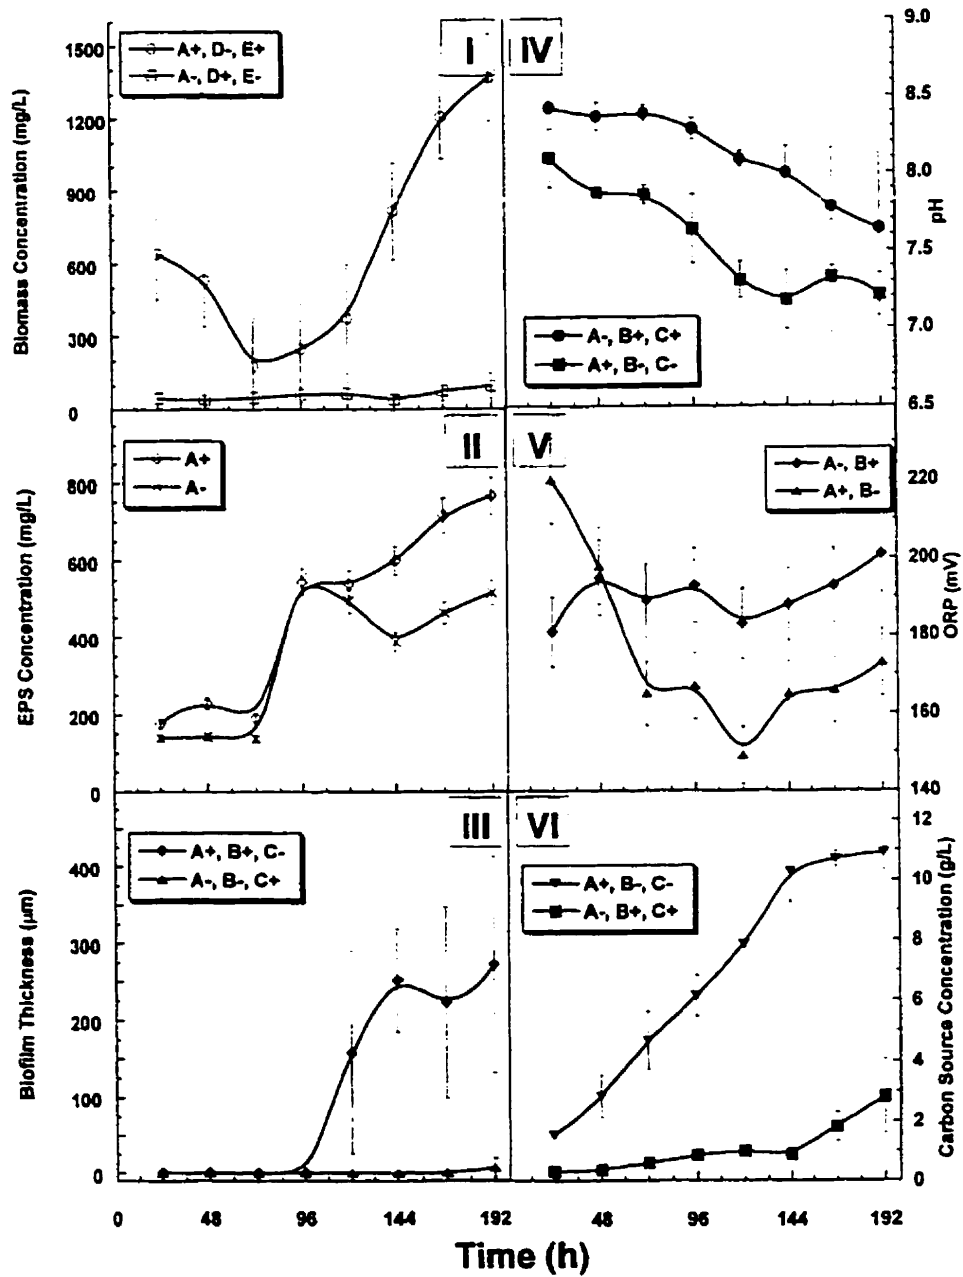 I
A+, D-, E+
A-, D+, E-
1500
1200
900
600
300
0
Biomass Concentration (mg/L)
IV
9.0
8.5
8.0
7.5
7.0
6.5
pH
A-, B+, C+
A+, B-, C-
II
A+
A-
800
600
400
200
0
EPS Concentration (mg/L)
V
A-, B+
A+, B-
220
200
180
160
140
ORP (mV)
III
A+, B+, C-
A-, B-, C+
400
300
200
100
0
Biofilm Thickness (µm)
VI
A+, B-, C-
A-, B+, C+
12
10
8
6
4
2
0
Carbon Source Concentration (g/L)
0 48 96 144 192 48 96 144 192
Time (h)